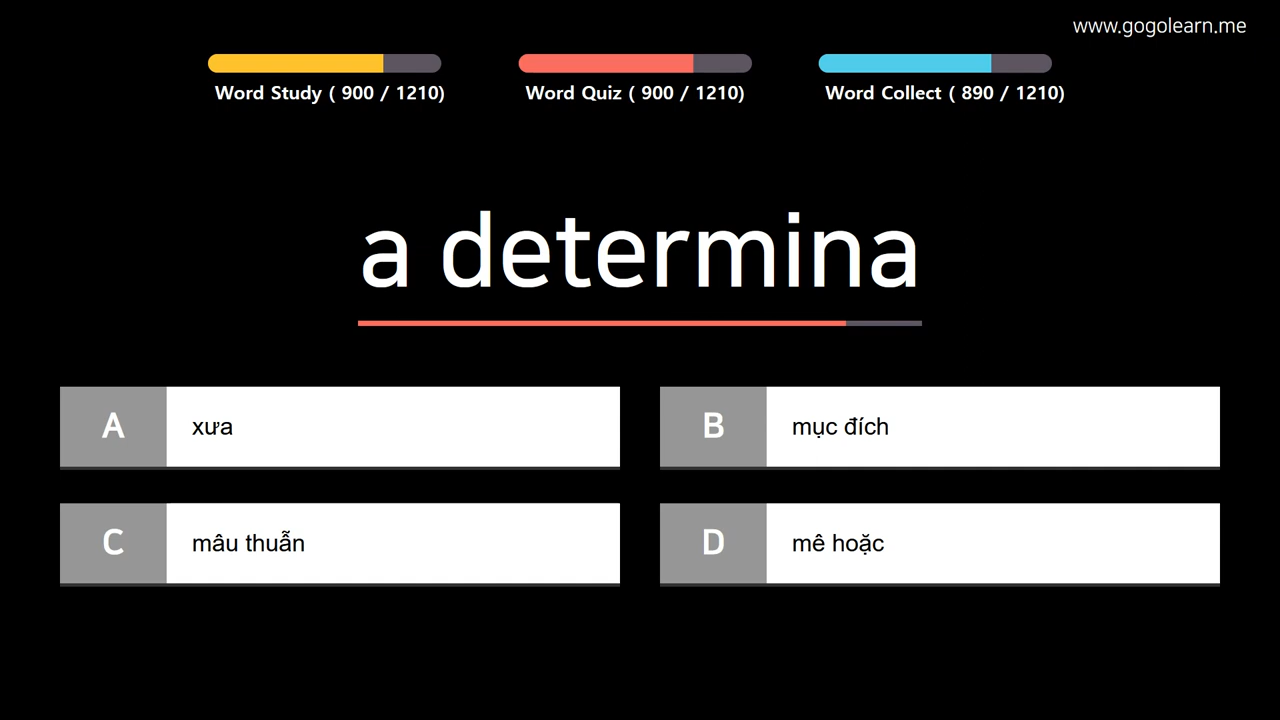 www.gogolearn.me
Word Study ( 900 / 1210)
Word Quiz ( 900 / 1210)
Word Collect ( 890 / 1210)
a determina
A xưa
B mục đích
C mâu thuẫn
D mê hoặc